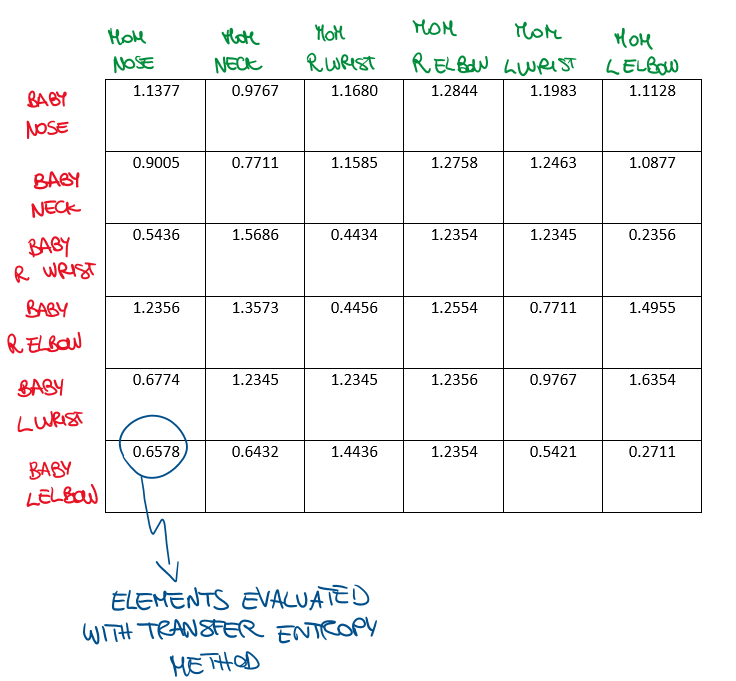 MOM MOM MOM MOM MOM MOM
NOSE NECK R WRIST R ELBOW L WRIST L ELBOW
BABY NOSE 1.1377 0.9767 1.1680 1.2844 1.1983 1.1128
BABY NECK 0.9005 0.7711 1.1585 1.2758 1.2463 1.0877
BABY R WRIST 0.5436 1.5686 0.4434 1.2354 1.2345 0.2356
BABY R ELBOW 1.2356 1.3573 0.4456 1.2554 0.7711 1.4955
BABY L WRIST 0.6774 1.2345 1.2345 1.2356 0.9767 1.6354
BABY L ELBOW 0.6578 0.6432 1.4436 1.2354 0.5421 0.2711
ELEMENTS EVALUATED
WITH TRANSFER ENTROPY
METHOD